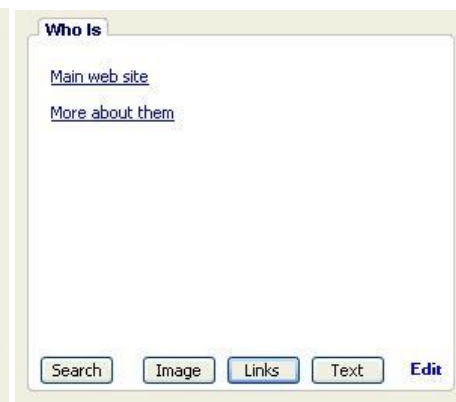 Who Is
Main web site
More about them
Search Image Links Text Edit